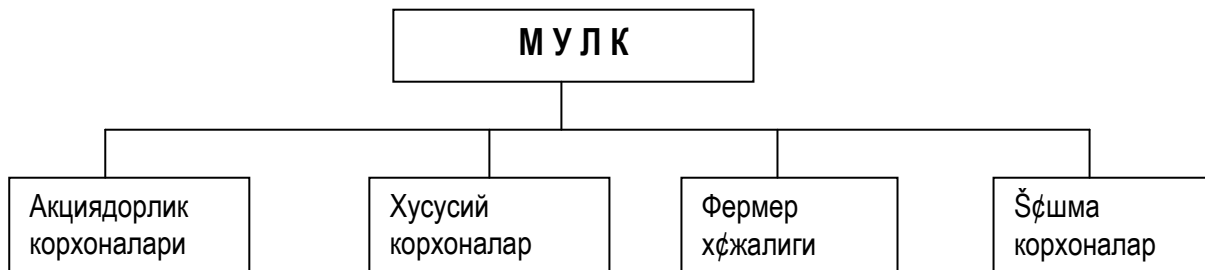 М У Л К
Акциядорлик
корхоналари
Хусусий
корхоналар
Фермер
х¢жалиги
Š¢шма
корхоналар